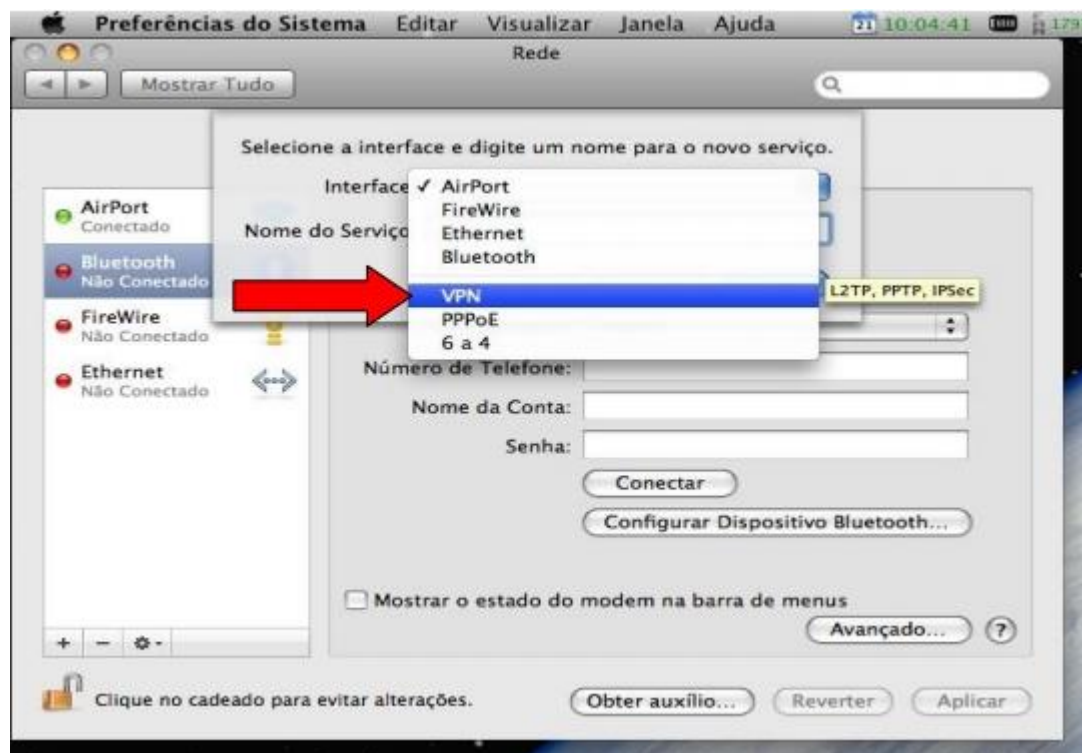 Preferências do Sistema Editar Visualizar Janela Ajuda 21 10:04:41
Rede
Mostrar Tudo
Selecione a interface e digite um nome para o novo serviço.
Interface ✓ AirPort
FireWire
Ethernet
Bluetooth
VPN
PPPoE
6 a 4
L2TP, PPTP, IPSec
Nome do Serviço
AirPort
Conectado
Bluetooth
Não Conectado
FireWire
Não Conectado
Ethernet
Não Conectado
Número de Telefone:
Nome da Conta:
Senha:
Conectar
Configurar Dispositivo Bluetooth...
Mostrar o estado do modem na barra de menus
Avançado... ?
+ −
Clique no cadeado para evitar alterações.
Obter auxílio... Reverter Aplicar